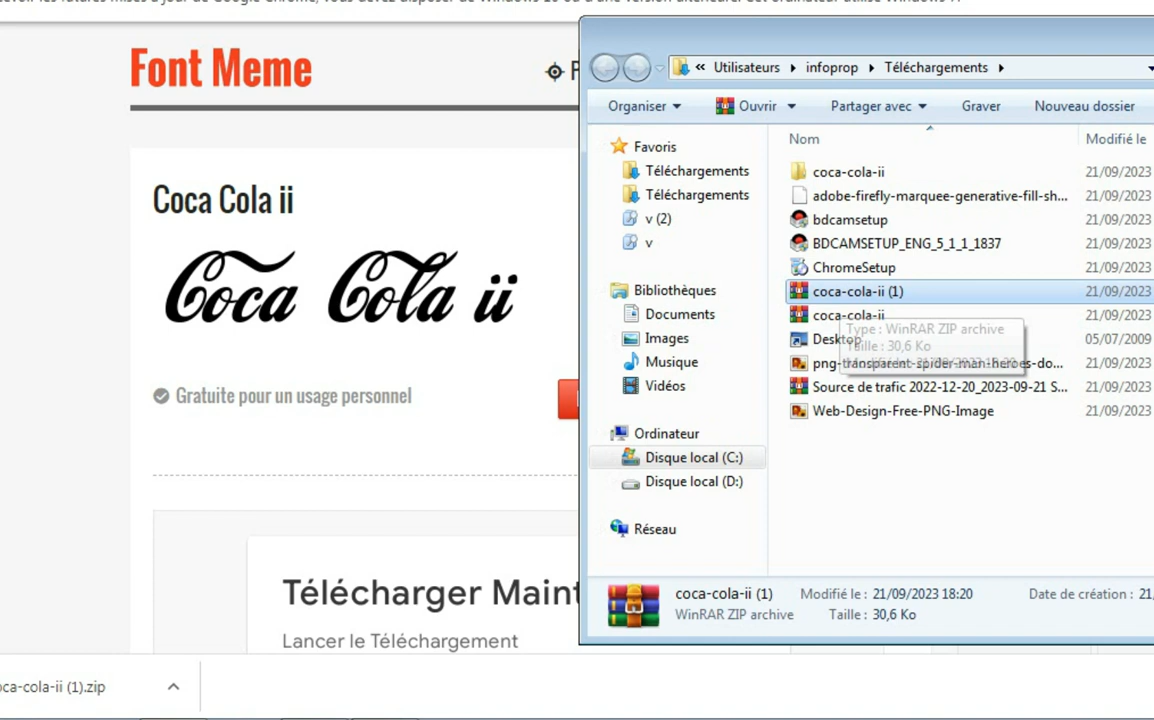 Font Meme
Coca Cola ii
Coca Cola ii
Gratuite pour un usage personnel
Télécharger Maint
Lancer le Téléchargement
oca-cola-ii (1).zip
« Utilisateurs infoprop Téléchargements
Organiser Ouvrir Partager avec Graver Nouveau dossier
Favoris
Téléchargements
Téléchargements
v (2)
v
Bibliothèques
Documents
Images
Musique
Vidéos
Ordinateur
Disque local (C:)
Disque local (D:)
Réseau
Nom Modifié le
coca-cola-ii 21/09/2023
adobe-firefly-marquee-generative-fill-sh... 21/09/2023
bdcamsetup 21/09/2023
BDCAMSETUP_ENG_5_1_1_1837 21/09/2023
ChromeSetup 21/09/2023
coca-cola-ii (1) 21/09/2023
coca-cola-ii 21/09/2023
Type : WinRAR ZIP archive
Desktop 05/07/2009
Taille : 30,6 Ko
png-transparent-spider-man-heroes-do... 21/09/2023
Source de trafic 2022-12-20_2023-09-21 S... 21/09/2023
Web-Design-Free-PNG-Image 21/09/2023
coca-cola-ii (1) Modifié le : 21/09/2023 18:20 Date de création : 21/
WinRAR ZIP archive Taille : 30,6 Ko